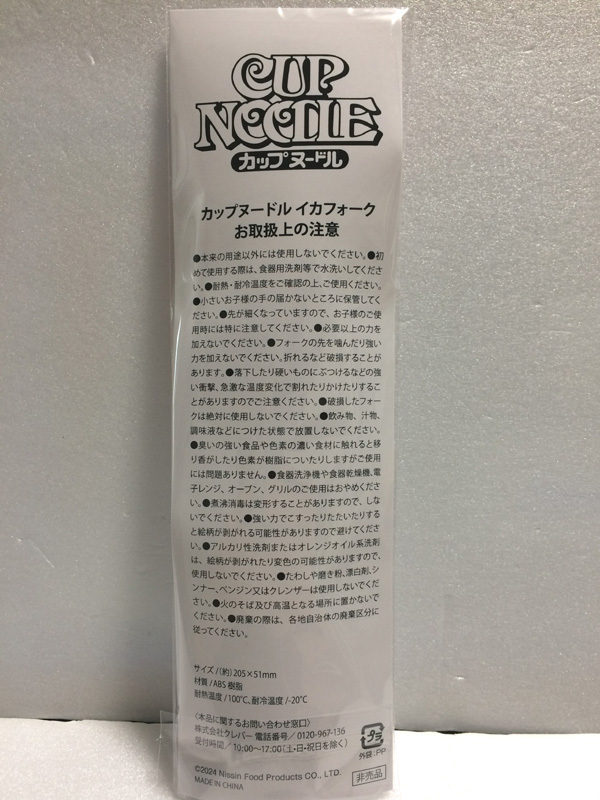 CUP
NOODLE
カップヌードル
カップヌードル イカフォーク
お取扱上の注意
●本来の用途以外には使用しないでください。●初
めて使用する際は、食器用洗剤等で水洗いしてくださ
い。●耐熱・耐冷温度をご確認の上、ご使用ください。
●小さいお子様の手の届かないところに保管してく
ださい。●先が細くなっていますので、お子様のご使
用時には特に注意してください。●必要以上の力を
加えないでください。●フォークの先を噛んだり強い
力を加えないでください。折れるなど破損することが
あります。●落下したり硬いものにぶつけるなどの強
い衝撃、急激な温度変化で割れたりかけたりするこ
とがありますのでご注意ください。●破損したフォー
クは絶対に使用しないでください。●飲み物、汁物、
調味液などにつけた状態で放置しないでください。
●臭いの強い食品や色素の濃い食材に触れると移
り香がしたり色素が樹脂についたりしますがご使用
には問題ありません。●食器洗浄機や食器乾燥機、電
子レンジ、オーブン、グリルのご使用はおやめくださ
い。●煮沸消毒は変形することがありますので、しな
いでください。●強い力でこすったりたたいたりする
と絵柄が剥がれる可能性がありますので避けてくださ
い。●アルカリ性洗剤またはオレンジオイル系洗剤
は、絵柄が剥がれたり変色の可能性がありますので、
使用しないでください。●たわしや磨き粉、漂白剤、シ
ンナー、ベンジン又はクレンザーは使用しないでくだ
さい。●火のそば及び高温となる場所に置かないで
ください。●廃棄の際は、各地自治体の廃棄区分に
従ってください。
サイズ/(約)205×51mm
材質/ABS樹脂
耐熱温度/100℃、耐冷温度/-20℃
〈本品に関するお問い合わせ窓口〉
株式会社クレバー 電話番号/0120-967-136
受付時間/10:00~17:00(土・日・祝日を除く)
プラ
外袋:PP
©2024 Nissin Food Products CO., LTD.
MADE IN CHINA
非売品